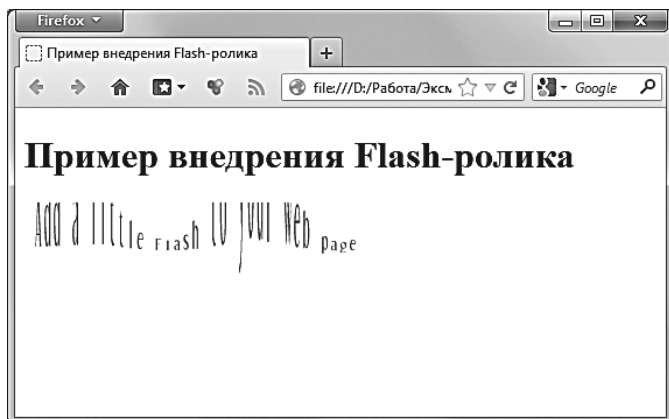 Firefox
Пример внедрения Flash-ролика
file:///D:/Работа/Эксм
Google
Пример внедрения Flash-ролика
Add a little Flash to your Web page